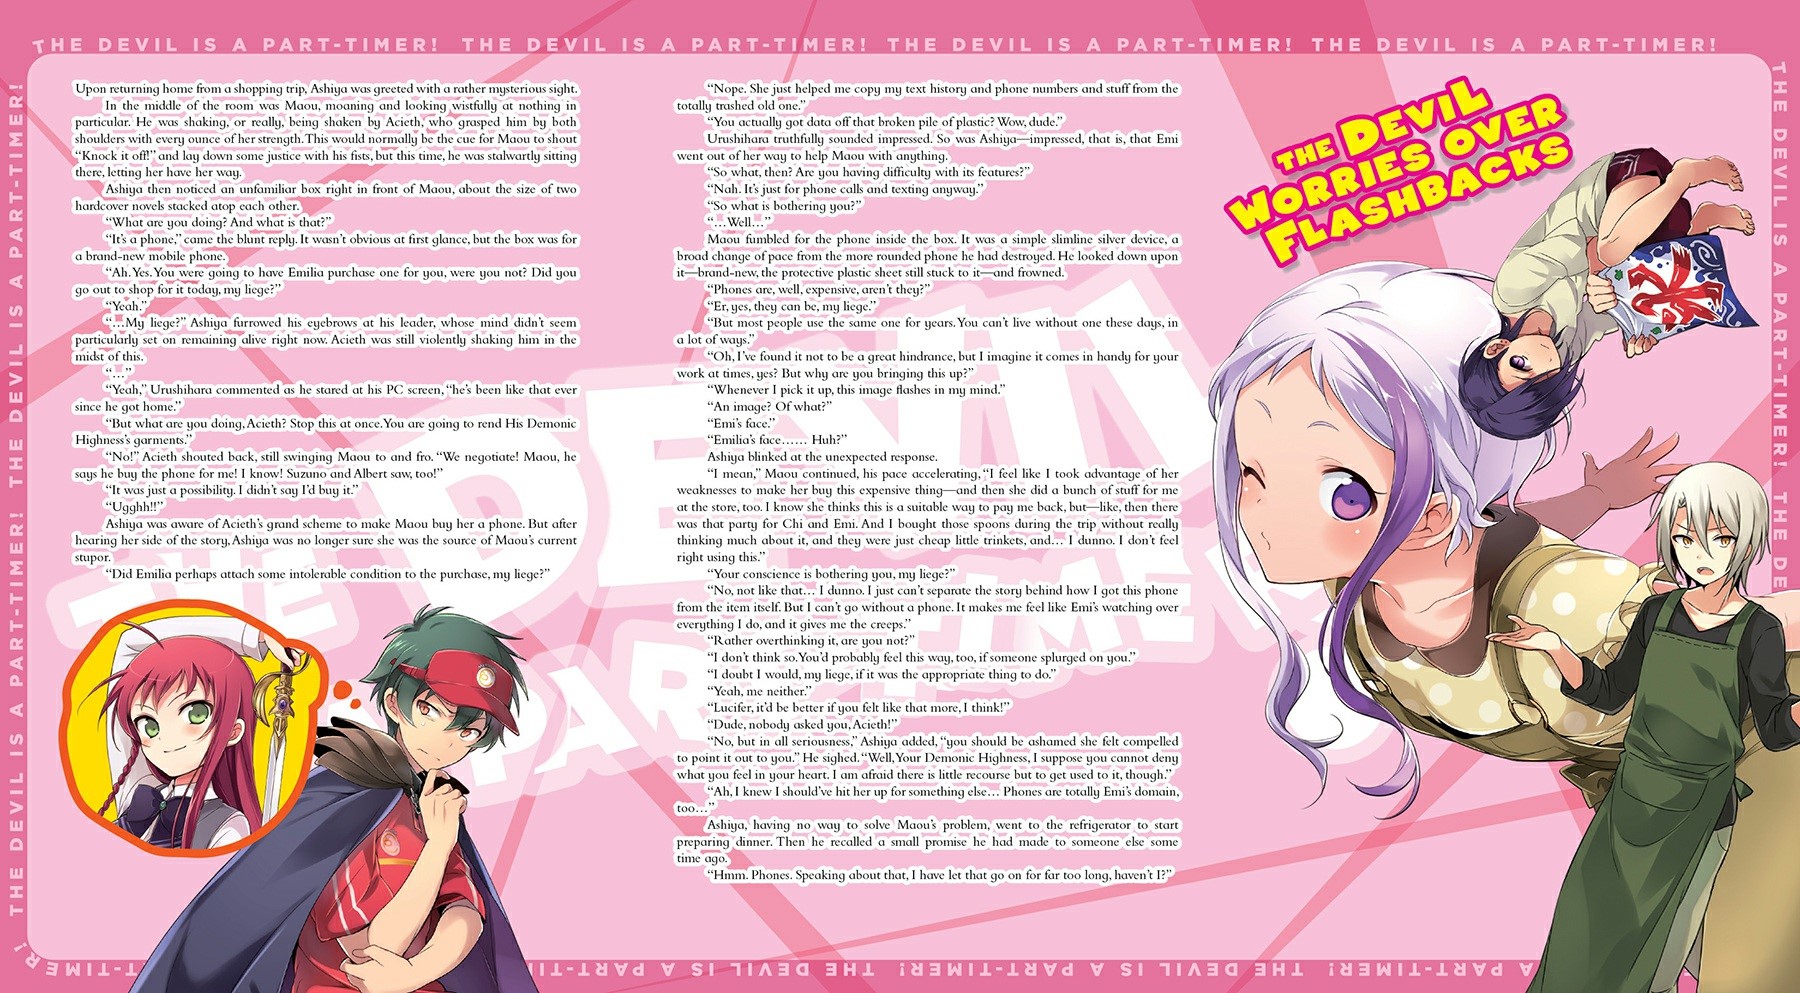 THE DEVIL IS A PART-TIMER! THE DEVIL IS A PART-TIMER! THE DEVIL IS A PART-TIMER! THE DEVIL IS A PART-TIMER!
Upon returning home from a shopping trip, Ashiya was greeted with a rather mysterious sight.
In the middle of the room was Maou, moaning and looking wistfully at nothing in
particular. He was shaking, or really, being shaken by Acieth, who grasped him by both
shoulders with every ounce of her strength. This would normally be the cue for Maou to shout
“Knock it off!” and lay down some justice with his fists, but this time, he was stalwartly sitting
there, letting her have her way.
Ashiya then noticed an unfamiliar box right in front of Maou, about the size of two
hardcover novels stacked atop each other.
“What are you doing? And what is that?”
“It’s a phone,” came the blunt reply. It wasn’t obvious at first glance, but the box was for
a brand-new mobile phone.
“Ah. Yes. You were going to have Emilia purchase one for you, were you not? Did you
go out to shop for it today, my liege?”
“Yeah.”
“…My liege?” Ashiya furrowed his eyebrows at his leader, whose mind didn’t seem
particularly set on remaining alive right now. Acieth was still violently shaking him in the
midst of this.
“…”
“Yeah,” Urushihara commented as he stared at his PC screen, “he’s been like that ever
since he got home.”
“But what are you doing, Acieth? Stop this at once. You are going to rend His Demonic
Highness’s garments.”
“No!” Acieth shouted back, still swinging Maou to and fro. “We negotiate! Maou, he
says he buy the phone for me! I know! Suzuno and Albert saw, too!”
“It was just a possibility. I didn’t say I’d buy it.”
“Ugghh!!”
Ashiya was aware of Acieth’s grand scheme to make Maou buy her a phone. But after
hearing her side of the story, Ashiya was no longer sure she was the source of Maou’s current
stupor.
“Did Emilia perhaps attach some intolerable condition to the purchase, my liege?”
“Nope. She just helped me copy my text history and phone numbers and stuff from the
totally trashed old one.”
“You actually got data off that broken pile of plastic? Wow, dude.”
Urushihara truthfully sounded impressed. So was Ashiya—impressed, that is, that Emi
went out of her way to help Maou with anything.
“So what, then? Are you having difficulty with its features?”
“Nah. It’s just for phone calls and texting anyway.”
“So what is bothering you?”
“…Well…”
Maou fumbled for the phone inside the box. It was a simple slimline silver device, a
broad change of pace from the more rounded phone he had destroyed. He looked down upon
it—brand-new, the protective plastic sheet still stuck to it—and frowned.
“Phones are, well, expensive, aren’t they?”
“Er, yes, they can be, my liege.”
“But most people use the same one for years. You can’t live without one these days, in
a lot of ways.”
“Oh, I’ve found it not to be a great hindrance, but I imagine it comes in handy for your
work at times, yes? But why are you bringing this up?”
“Whenever I pick it up, this image flashes in my mind.”
“An image? Of what?”
“Emi’s face.”
“Emilia’s face…… Huh?”
Ashiya blinked at the unexpected response.
“I mean,” Maou continued, his pace accelerating, “I feel like I took advantage of her
weaknesses to make her buy this expensive thing—and then she did a bunch of stuff for me
at the store, too. I know she thinks this is a suitable way to pay me back, but—like, then there
was that party for Chi and Emi. And I bought those spoons during the trip without really
thinking much about it, and they were just cheap little trinkets, and… I dunno. I don’t feel
right using this.”
“Your conscience is bothering you, my liege?”
“No, not like that… I dunno. I just can’t separate the story behind how I got this phone
from the item itself. But I can’t go without a phone. It makes me feel like Emi’s watching over
everything I do, and it gives me the creeps.”
“Rather overthinking it, are you not?”
“I don’t think so. You’d probably feel this way, too, if someone splurged on you.”
“I doubt I would, my liege, if it was the appropriate thing to do.”
“Yeah, me neither.”
“Lucifer, it’d be better if you felt like that more, I think!”
“Dude, nobody asked you, Acieth!”
“No, but in all seriousness,” Ashiya added, “you should be ashamed she felt compelled
to point it out to you.” He sighed. “Well, Your Demonic Highness, I suppose you cannot deny
what you feel in your heart. I am afraid there is little recourse but to get used to it, though.”
“Ah, I knew I should’ve hit her up for something else… Phones are totally Emi’s domain,
too…”
Ashiya, having no way to solve Maou’s problem, went to the refrigerator to start
preparing dinner. Then he recalled a small promise he had made to someone else some
time ago.
“Hmm. Phones. Speaking about that, I have let that go on for far too long, haven’t I?”
THE DEVIL
WORRIES OVER
FLASHBACKS
THE DEVIL IS A PART-TIMER!
THE DEVIL IS A PART-TIMER! THE DE
THE DEVIL IS A PART-TIMER! THE DEVIL IS A PART-TIMER!
PART-TIMER! THE DEVIL IS A PART-TIMER! THE DEVIL IS A PART-TIMER!